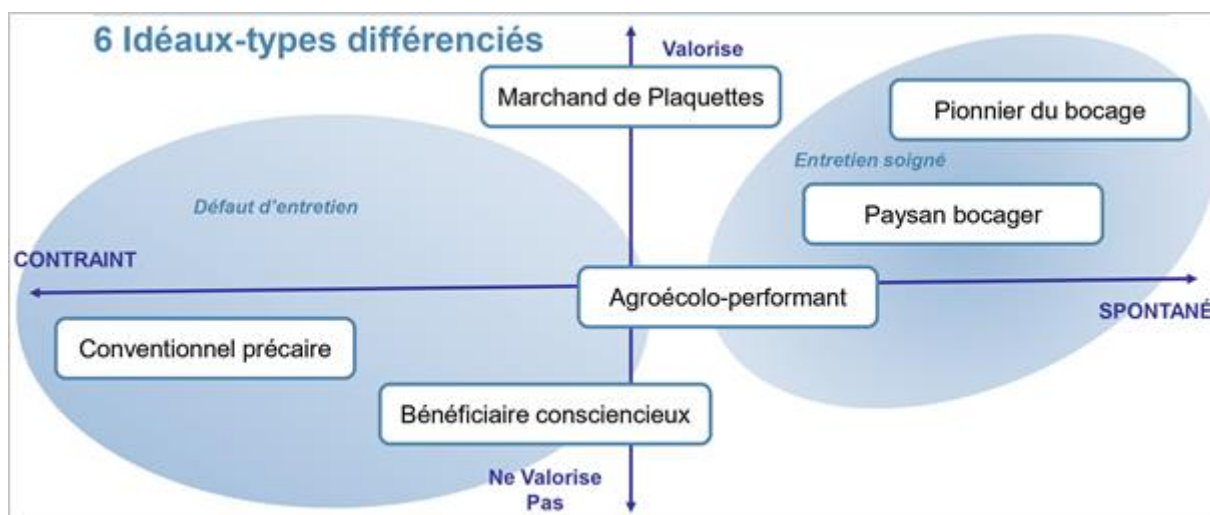 6 Idéaux-types différenciés
Valorise
Marchand de Plaquettes
Pionnier du bocage
Entretien soigné
Défaut d'entretien
Paysan bocager
CONTRAINT
Agroécolo-performant
SPONTANÉ
Conventionnel précaire
Bénéficiaire consciencieux
Ne Valorise
Pas